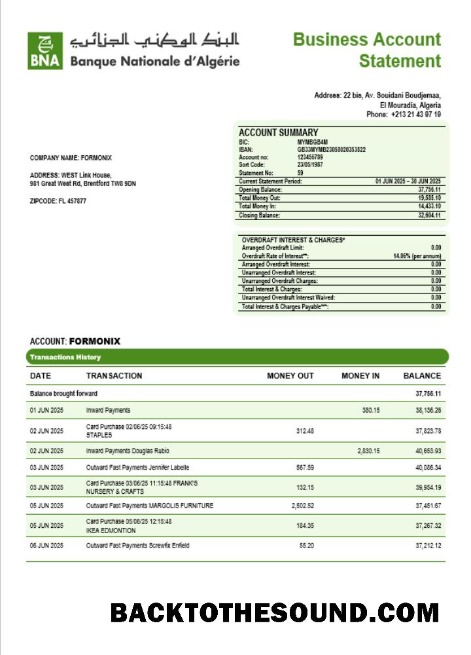 البنك الوطني الجزائري
BNA
Banque Nationale d'Algérie
Business Account
Statement
Address: 22 bis, Av. Souidani Boudjemaa,
El Mouradia, Algeria
Phone: +213 21 43 97 19
COMPANY NAME: FORMONIX
ADDRESS: WEST Link House,
981 Great West Rd, Brentford TW8 9DN
ZIPCODE: FL 457877
ACCOUNT SUMMARY
BIC: MYMBGB4M
IBAN: GB33MYMB23058028353522
Account no: 123456789
Sort Code: 23/05/1987
Statement No: 59
Current Statement Period: 01 JUN 2025 – 30 JUN 2025
Opening Balance: 37,756.11
Total Money Out: 19,585.10
Total Money In: 14,433.10
Closing Balance: 32,604.11
OVERDRAFT INTEREST & CHARGES*
Arranged Overdraft Limit: 0.00
Overdraft Rate of Interest**: 14.06% (per annum)
Arranged Overdraft Interest: 0.00
Unarranged Overdraft Interest: 0.00
Unarranged Overdraft Charges: 0.00
Total Interest & Charges: 0.00
Unarranged Overdraft Interest Waived: 0.00
Total Interest & Charges Payable***: 0.00
ACCOUNT: FORMONIX
Transactions History
DATE TRANSACTION MONEY OUT MONEY IN BALANCE
Balance brought forward 37,756.11
01 JUN 2025 Inward Payments 380.15 38,136.26
02 JUN 2025 Card Purchase 02/06/25 09:15:48 STAPLES 312.48 37,823.78
02 JUN 2025 Inward Payments Douglas Rubio 2,830.15 40,653.93
03 JUN 2025 Outward Fast Payments Jennifer Labelle 567.59 40,086.34
03 JUN 2025 Card Purchase 03/06/25 11:15:48 FRANK'S NURSERY & CRAFTS 132.15 39,954.19
05 JUN 2025 Outward Fast Payments MARGOLIS FURNITURE 2,502.52 37,451.67
05 JUN 2025 Card Purchase 05/06/25 12:15:48 IKEA EDMONTION 184.35 37,267.32
06 JUN 2025 Outward Fast Payments Screwfix Enfield 55.20 37,212.12
BACKTOTHESOUND.COM